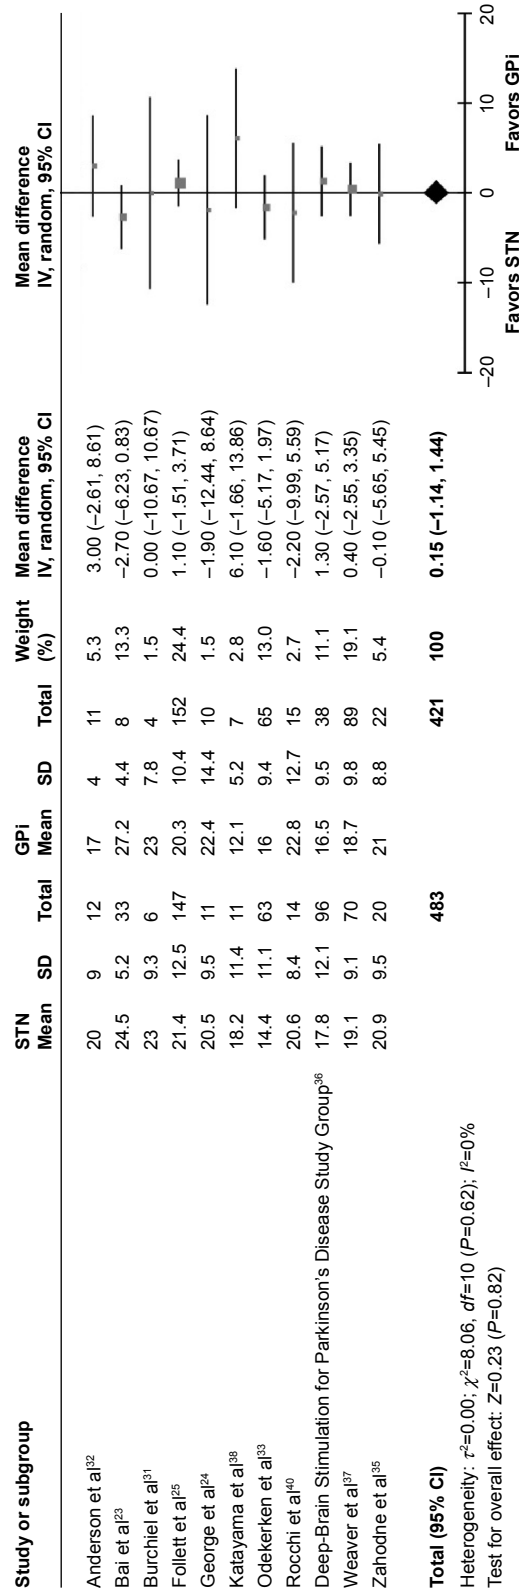 STN GPi Weight Mean difference Mean difference
Study or subgroup Mean SD Total Mean SD Total (%) IV, random, 95% CI IV, random, 95% CI
Anderson et al32 20 9 12 17 4 11 5.3 3.00 (–2.61, 8.61)
Bai et al23 24.5 5.2 33 27.2 4.4 8 13.3 –2.70 (–6.23, 0.83)
Burchiel et al31 23 9.3 6 23 7.8 4 1.5 0.00 (–10.67, 10.67)
Follett et al25 21.4 12.5 147 20.3 10.4 152 24.4 1.10 (–1.51, 3.71)
George et al24 20.5 9.5 11 22.4 14.4 10 1.5 –1.90 (–12.44, 8.64)
Katayama et al38 18.2 11.4 11 12.1 5.2 7 2.8 6.10 (–1.66, 13.86)
Odekerken et al33 14.4 11.1 63 16 9.4 65 13.0 –1.60 (–5.17, 1.97)
Rocchi et al40 20.6 8.4 14 22.8 12.7 15 2.7 –2.20 (–9.99, 5.59)
Deep-Brain Stimulation for Parkinson's Disease Study Group36 17.8 12.1 96 16.5 9.5 38 11.1 1.30 (–2.57, 5.17)
Weaver et al37 19.1 9.1 70 18.7 9.8 89 19.1 0.40 (–2.55, 3.35)
Zahodne et al35 20.9 9.5 20 21 8.8 22 5.4 –0.10 (–5.65, 5.45)
Total (95% CI) 483 421 100 0.15 (–1.14, 1.44)
Heterogeneity: τ²=0.00; χ²=8.06, df=10 (P=0.62); I²=0%
Test for overall effect: Z=0.23 (P=0.82)
–20 –10 0 10 20
Favors STN Favors GPi